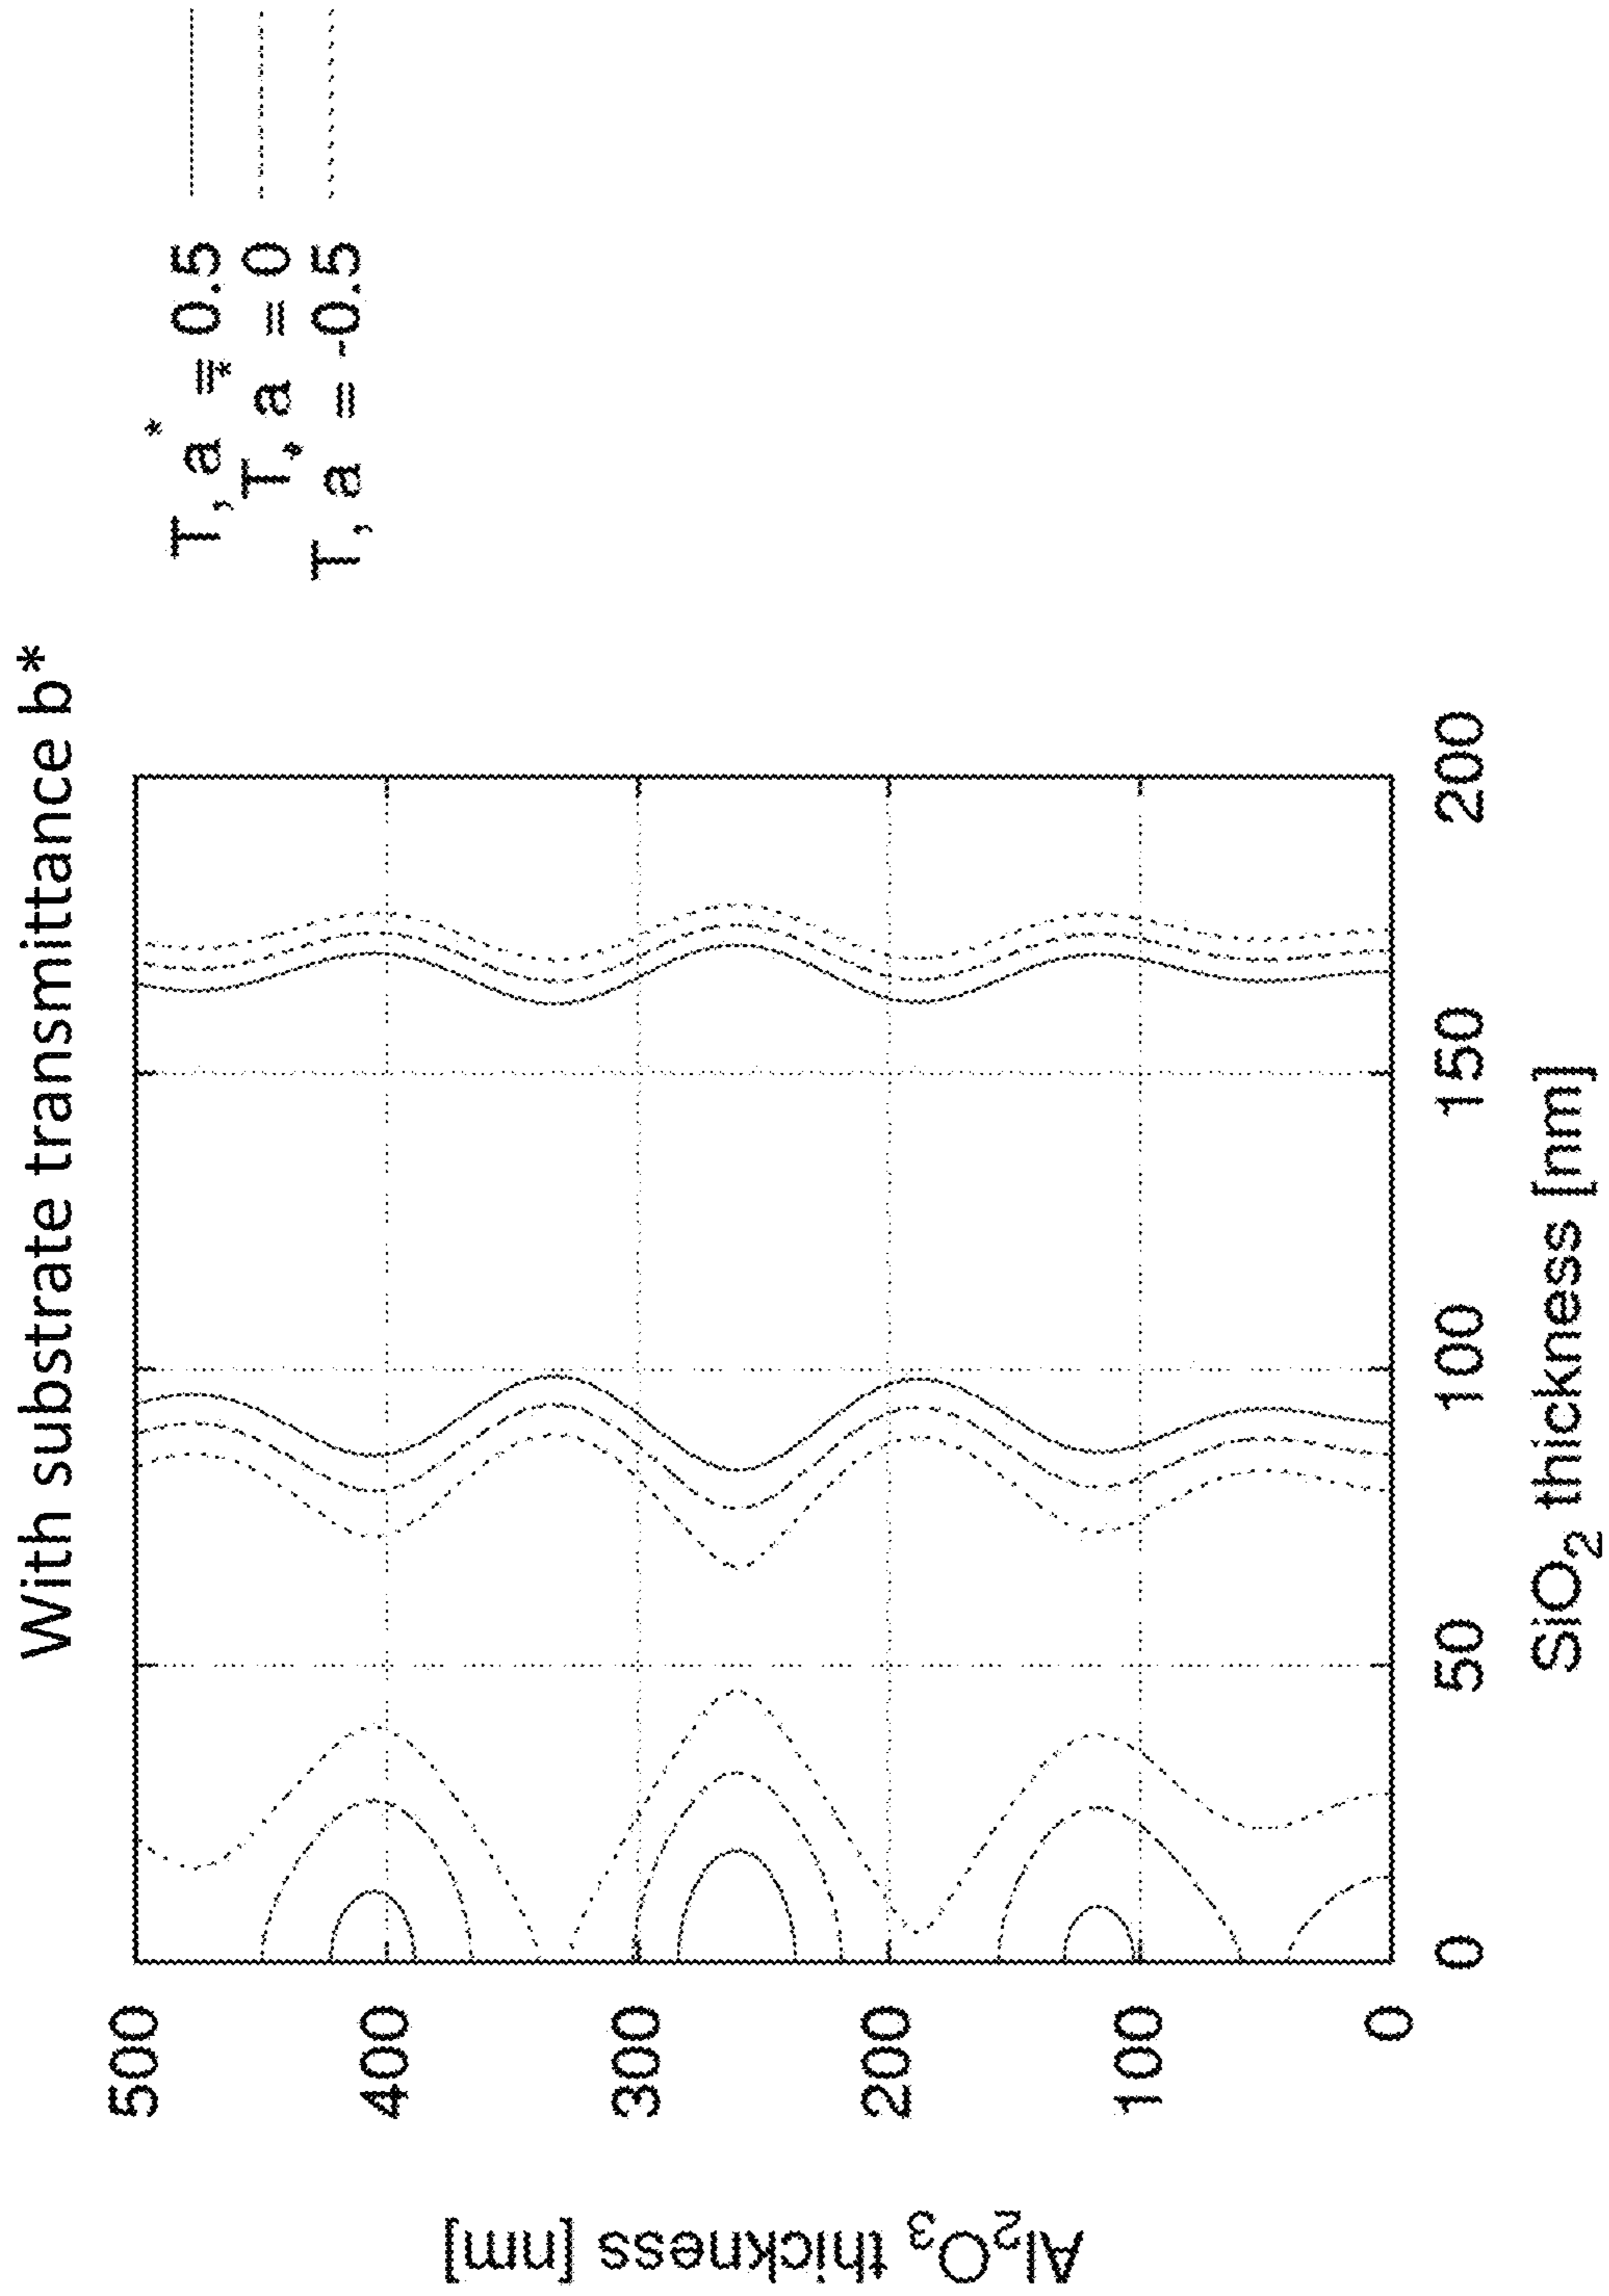 With substrate transmittance b*
T, a* = 0.5
T, a* = 0
T, a* = -0.5
500
400
300
200
100
0
Al₂O₃ thickness [nm]
0
50
100
150
200
SiO₂ thickness [nm]